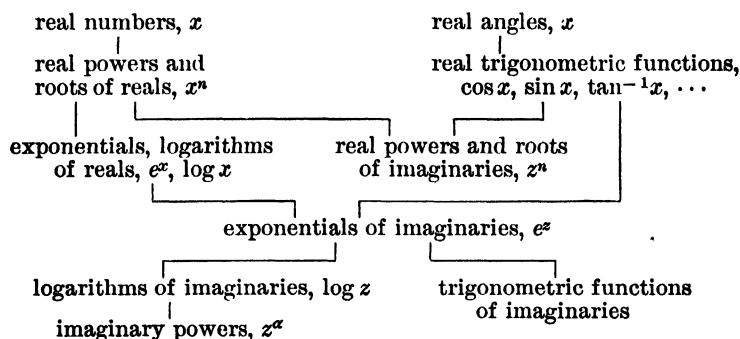 real numbers, x
real angles, x
real powers and
roots of reals, xⁿ
real trigonometric functions,
cos x, sin x, tan⁻¹x, ···
exponentials, logarithms
of reals, eˣ, log x
real powers and roots
of imaginaries, zⁿ
exponentials of imaginaries, eᶻ
logarithms of imaginaries, log z
trigonometric functions
of imaginaries
imaginary powers, zᵅ